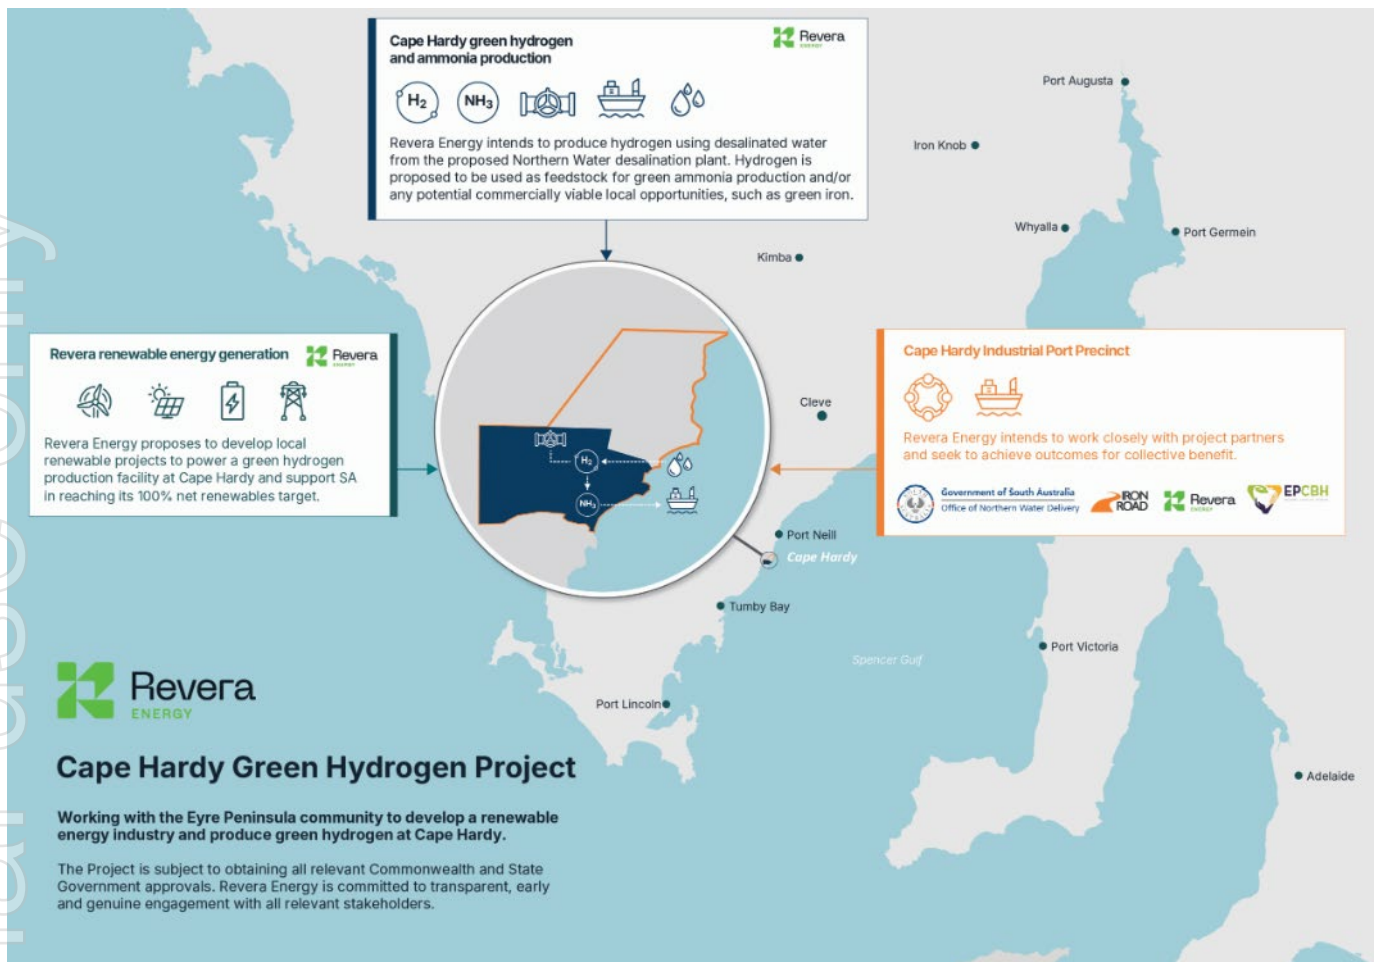 Cape Hardy green hydrogen
and ammonia production
Revera
ENERGY
H2
NH3
Revera Energy intends to produce hydrogen using desalinated water
from the proposed Northern Water desalination plant. Hydrogen is
proposed to be used as feedstock for green ammonia production and/or
any potential commercially viable local opportunities, such as green iron.
Port Augusta
Iron Knob
Whyalla
Port Germein
Kimba
Revera renewable energy generation
Revera
ENERGY
Revera Energy proposes to develop local
renewable projects to power a green hydrogen
production facility at Cape Hardy and support SA
in reaching its 100% net renewables target.
H2
NH3
Cleve
Cape Hardy Industrial Port Precinct
Revera Energy intends to work closely with project partners
and seek to achieve outcomes for collective benefit.
Government of South Australia
Office of Northern Water Delivery
IRON
ROAD
Revera
ENERGY
EPCBH
Port Neill
Cape Hardy
Tumby Bay
Port Victoria
Spencer Gulf
Port Lincoln
Adelaide
Revera
ENERGY
Cape Hardy Green Hydrogen Project
Working with the Eyre Peninsula community to develop a renewable
energy industry and produce green hydrogen at Cape Hardy.
The Project is subject to obtaining all relevant Commonwealth and State
Government approvals. Revera Energy is committed to transparent, early
and genuine engagement with all relevant stakeholders.